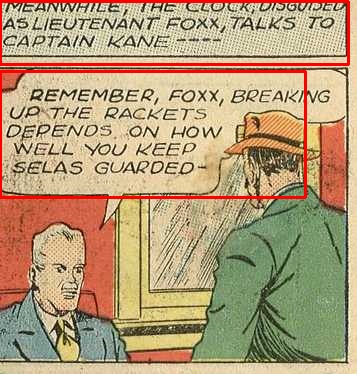 MEANWHILE, THE CLOCK, DISGUISED
AS LIEUTENANT FOXX, TALKS TO
CAPTAIN KANE ----
REMEMBER, FOXX, BREAKING
UP THE RACKETS
DEPENDS ON HOW
WELL YOU KEEP
SELAS GUARDED-